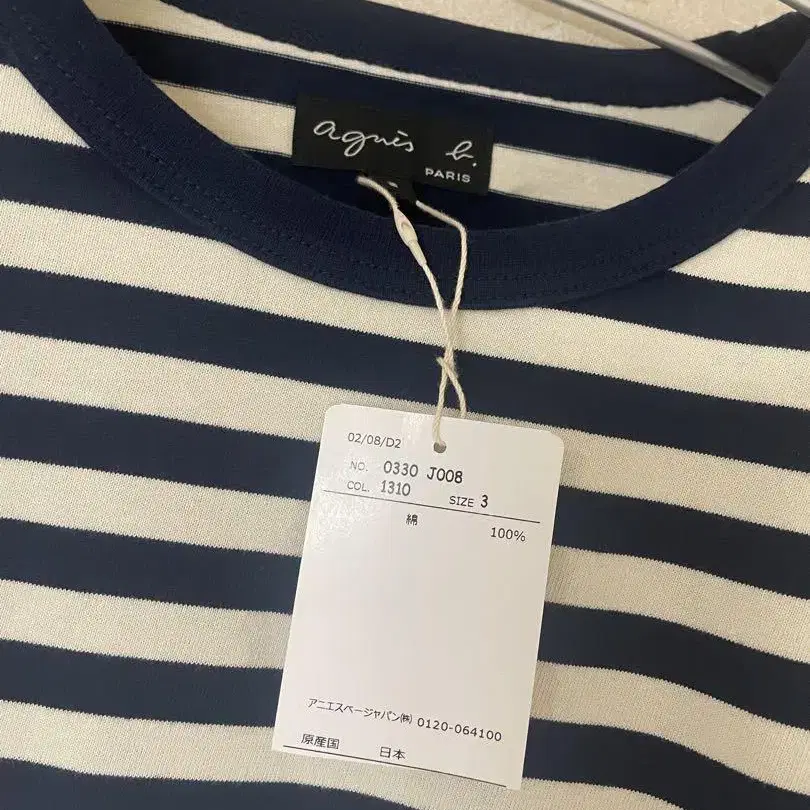 agnès b.
PARIS
02/08/D2
NO. 0330 J008
COL. 1310 SIZE 3
綿 100%
アニエスベージャパン㈱ 0120-064100
原産国 日本